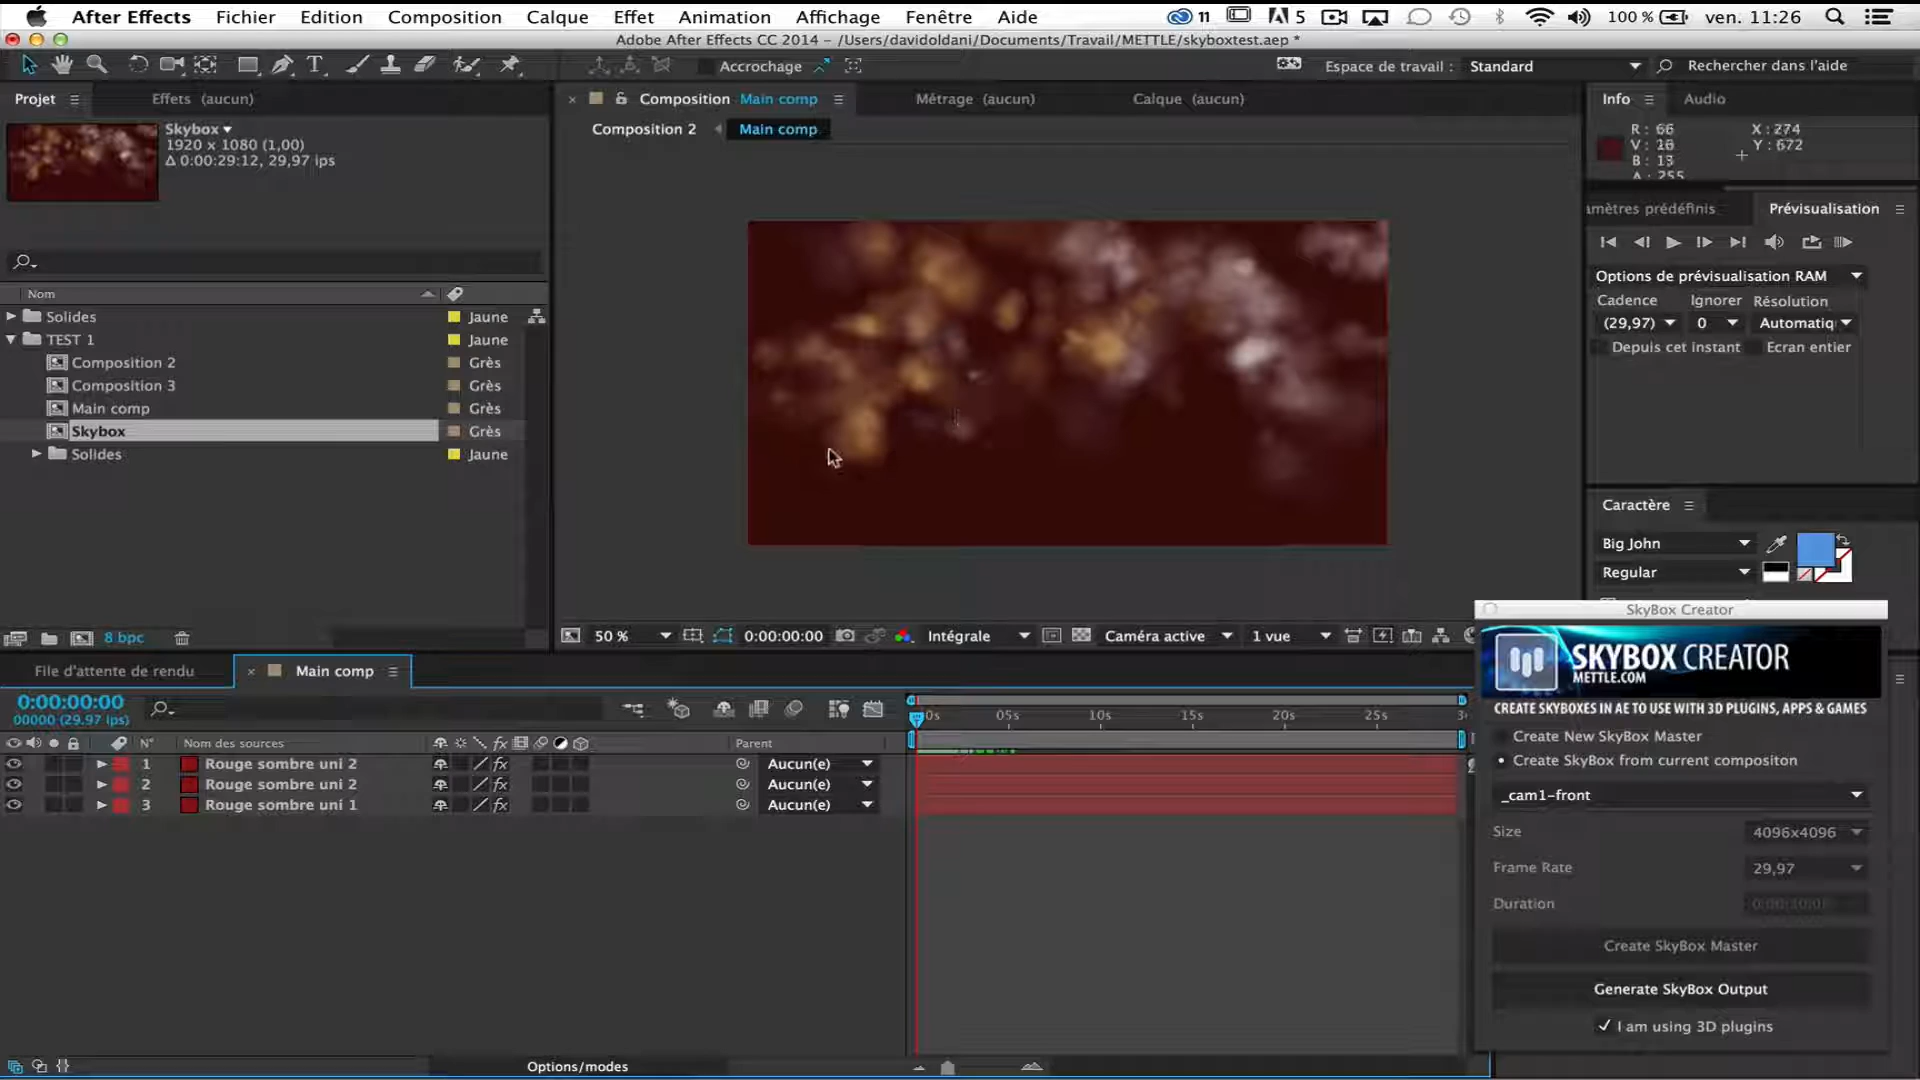 After Effects Fichier Edition Composition Calque Effet Animation Affichage Fenêtre Aide 11 5 100 % ven. 11:26
Adobe After Effects CC 2014 - /Users/davidoldani/Documents/Travail/METTLE/skyboxtest.aep *
Accrochage Espace de travail : Standard Rechercher dans l'aide
Projet Effets (aucun) Composition Main comp Métrage (aucun) Calque (aucun) Info Audio
Skybox
1920 x 1080 (1,00)
Δ 0:00:29:12, 29,97 ips
Composition 2 Main comp
R : 66 X : 274
V : 16 Y : 672
B : 13
A : 255
amètres prédéfinis Prévisualisation
Options de prévisualisation RAM
Cadence Ignorer Résolution
(29,97) 0 Automatiq
Depuis cet instant Ecran entier
Nom
Solides Jaune
TEST 1 Jaune
Composition 2 Grès
Composition 3 Grès
Main comp Grès
Skybox Grès
Solides Jaune
Caractère
Big John
Regular
8 bpc
50 % 0:00:00:00 Intégrale Caméra active 1 vue
File d'attente de rendu Main comp
0:00:00:00
00000 (29.97 ips)
0s 05s 10s 15s 20s 25s
N° Nom des sources fx Parent
1 Rouge sombre uni 2 fx Aucun(e)
2 Rouge sombre uni 2 fx Aucun(e)
3 Rouge sombre uni 1 fx Aucun(e)
Options/modes
SkyBox Creator
SKYBOX CREATOR
METTLE.COM
CREATE SKYBOXES IN AE TO USE WITH 3D PLUGINS, APPS & GAMES
Create New SkyBox Master
Create SkyBox from current compositon
_cam1-front
Size 4096x4096
Frame Rate 29,97
Duration
Create SkyBox Master
Generate SkyBox Output
I am using 3D plugins